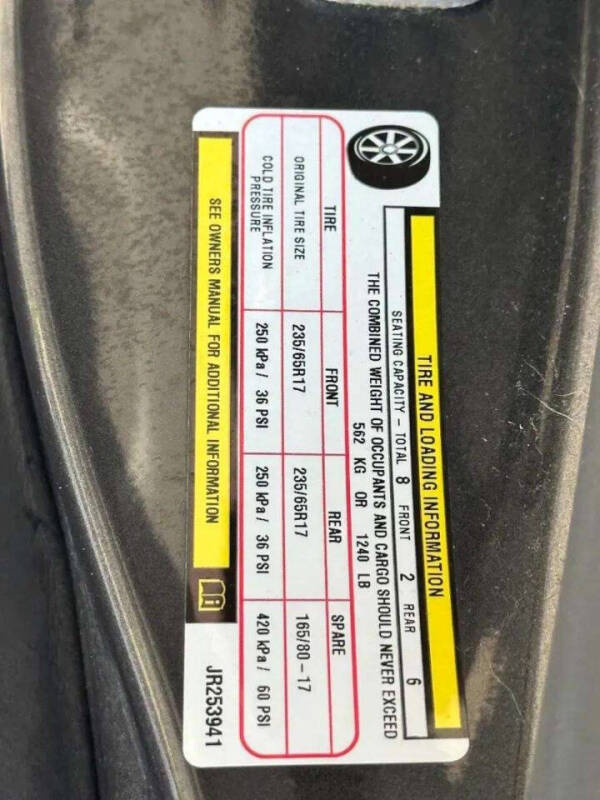 TIRE AND LOADING INFORMATION
SEATING CAPACITY – TOTAL 8 FRONT 2 REAR 6
THE COMBINED WEIGHT OF OCCUPANTS AND CARGO SHOULD NEVER EXCEED
562 KG OR 1240 LB
TIRE FRONT REAR SPARE
ORIGINAL TIRE SIZE 235/65R17 235/65R17 165/80–17
COLD TIRE INFLATION
PRESSURE 250 kPa/ 36 PSI 250 kPa/ 36 PSI 420 kPa/ 60 PSI
SEE OWNERS MANUAL FOR ADDITIONAL INFORMATION i JR253941